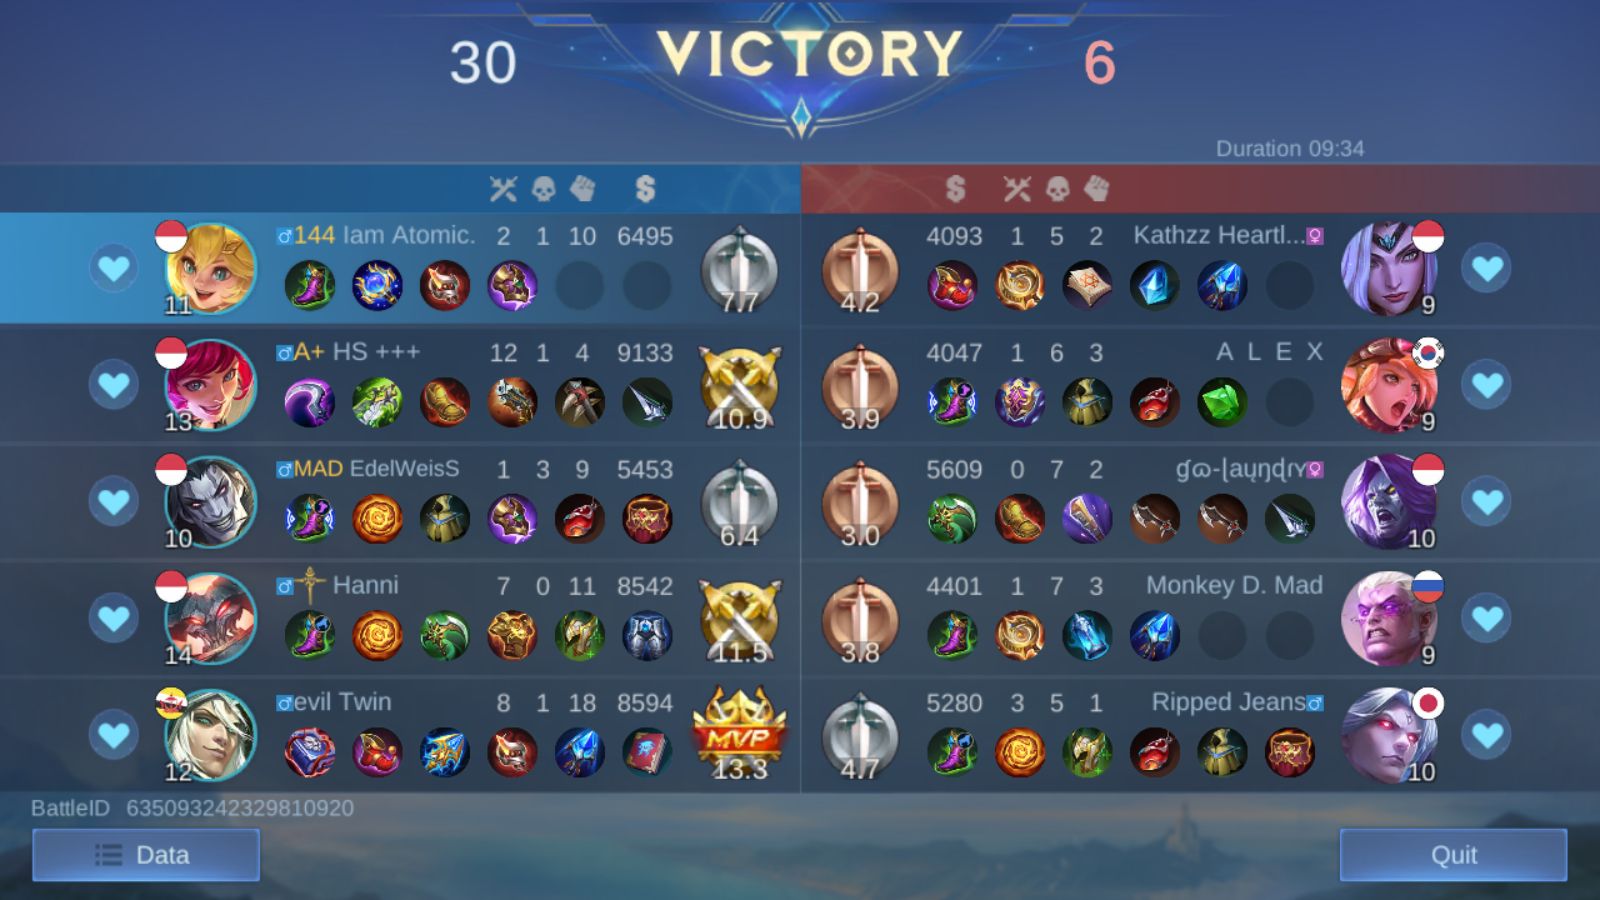 30 VICTORY 6
Duration 09:34
144 Iam Atomic. 2 1 10 6495
11 7.7
4093 1 5 2 Kathzz Heartl...
4.2 9
A+ HS +++ 12 1 4 9133
13 10.9
4047 1 6 3 A L E X
3.9 9
MAD EdelWeisS 1 3 9 5453
10 6.4
5609 0 7 2
3.0 10
Hanni 7 0 11 8542
14 11.5
4401 1 7 3 Monkey D. Mad
3.8 9
evil Twin 8 1 18 8594
12 MVP 13.3
5280 3 5 1 Ripped Jeans
4.7 10
BattleID 635093242329810920
Data
Quit